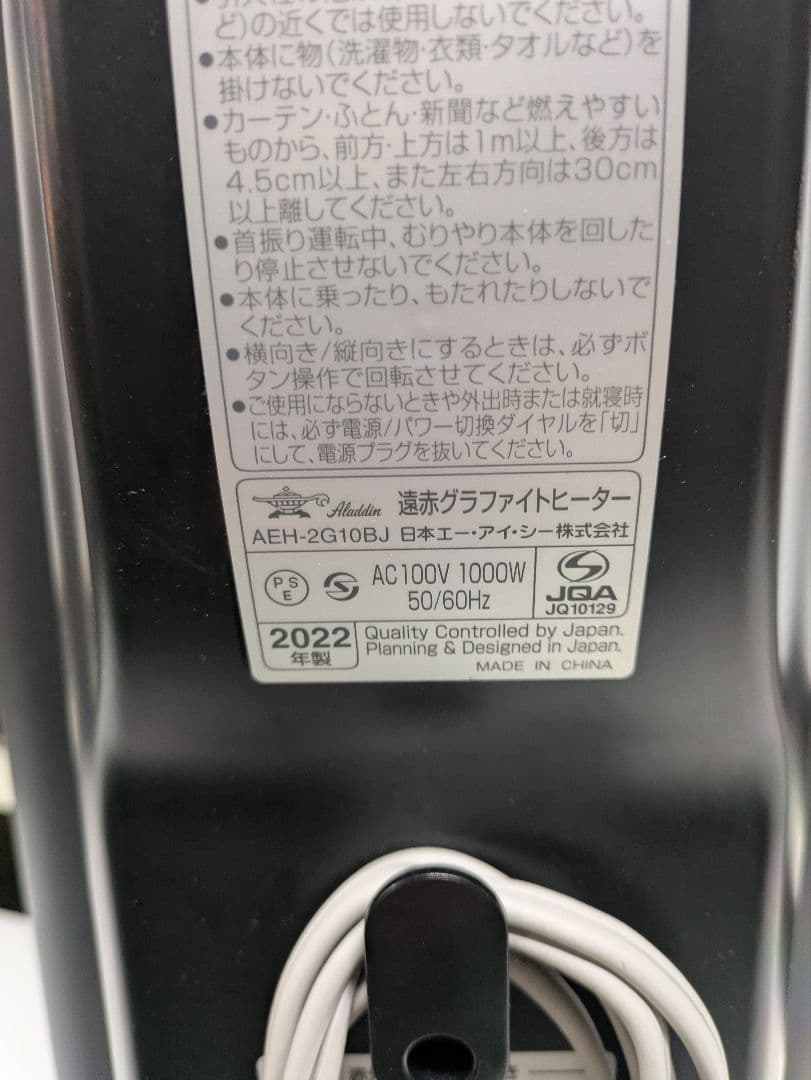 ど)の近くでは使用しないでください。
●本体に物(洗濯物・衣類・タオルなど)を
掛けないでください。
●カーテン・ふとん・新聞など燃えやすい
ものから、前方・上方は1m以上、後方は
4.5cm以上、また左右方向は30cm
以上離してください。
●首振り運転中、むりやり本体を回した
り停止させないでください。
●本体に乗ったり、もたれたりしないで
ください。
●横向き/縦向きにするときは、必ずボ
タン操作で回転させてください。
●ご使用にならないときや外出時または就寝時
には、必ず電源/パワー切換ダイヤルを「切」
にして、電源プラグを抜いてください。
Aladdin 遠赤グラファイトヒーター
AEH-2G10BJ 日本エー・アイ・シー株式会社
PSE AC100V 1000W
50/60Hz
JQA
JQ10129
2022
年製
Quality Controlled by Japan.
Planning & Designed in Japan.
MADE IN CHINA